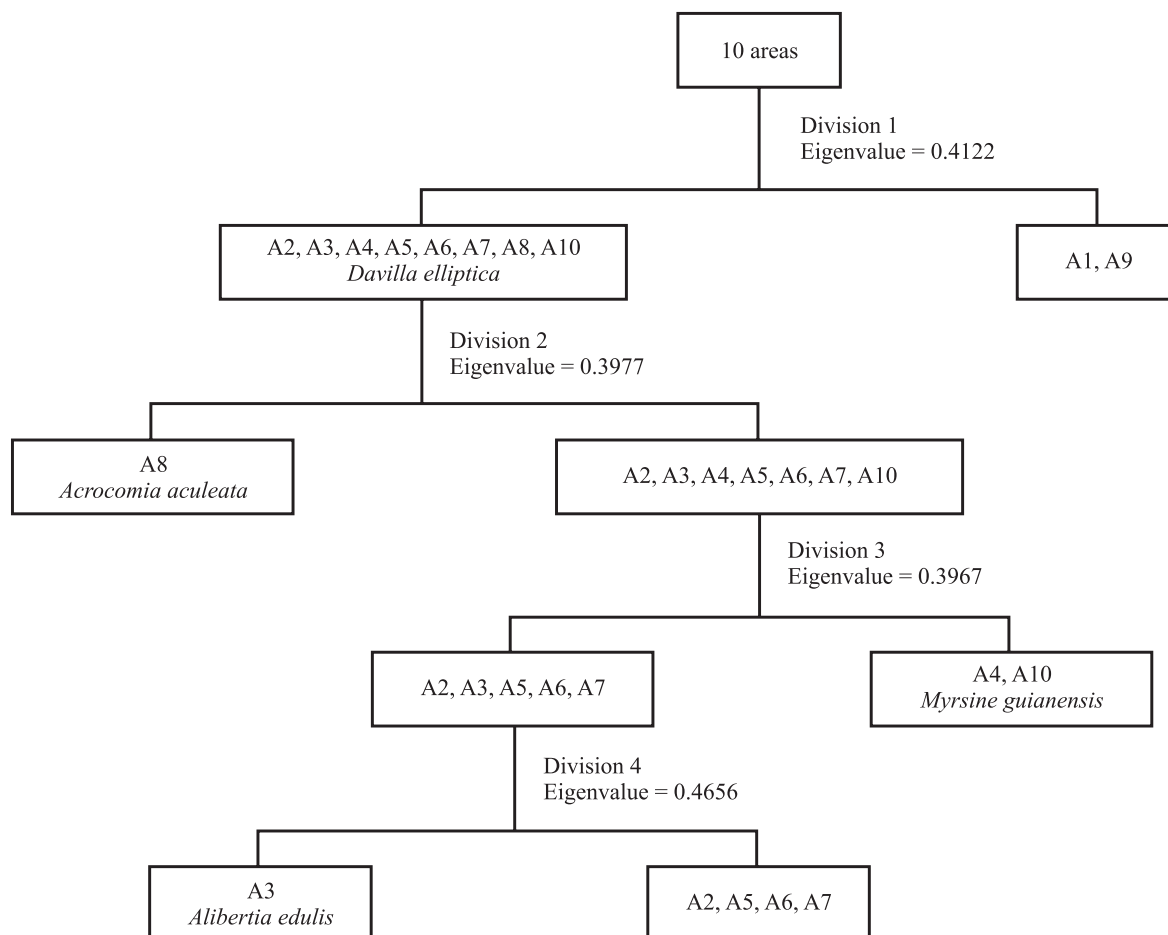 10 areas
Division 1
Eigenvalue = 0.4122
A2, A3, A4, A5, A6, A7, A8, A10
Davilla elliptica
A1, A9
Division 2
Eigenvalue = 0.3977
A8
Acrocomia aculeata
A2, A3, A4, A5, A6, A7, A10
Division 3
Eigenvalue = 0.3967
A2, A3, A5, A6, A7
A4, A10
Myrsine guianensis
Division 4
Eigenvalue = 0.4656
A3
Alibertia edulis
A2, A5, A6, A7